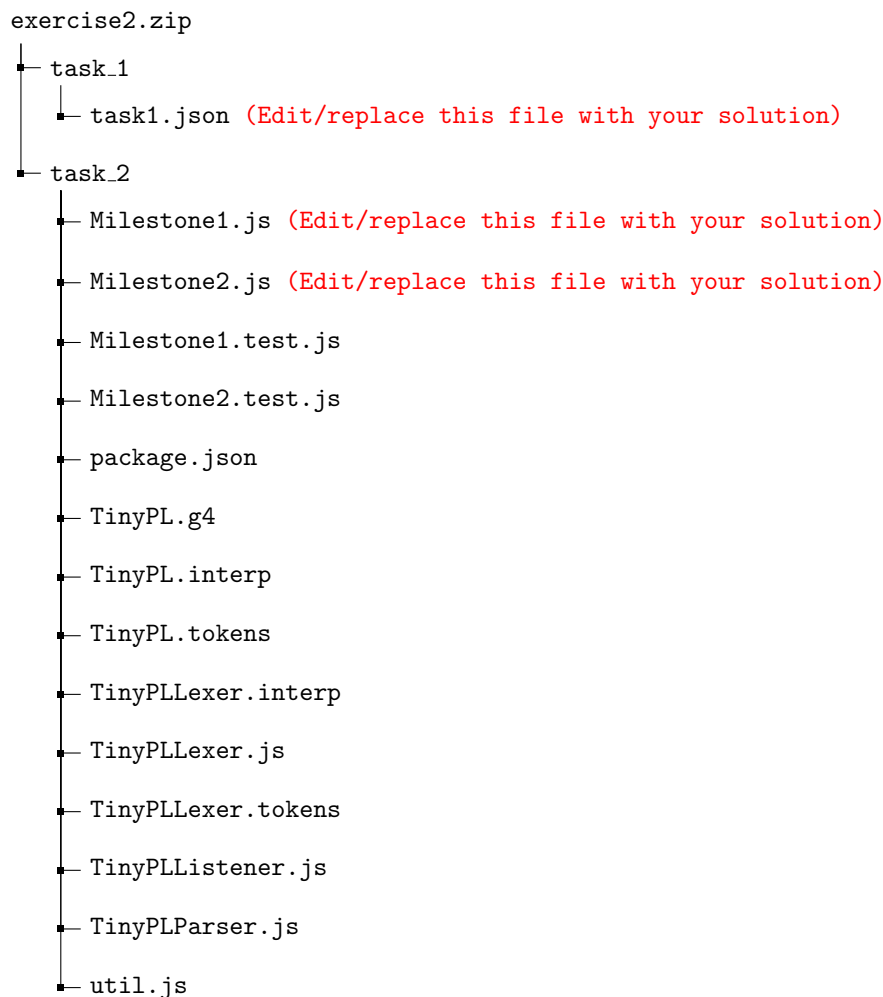 exercise2.zip
task_1
task1.json (Edit/replace this file with your solution)
task_2
Milestone1.js (Edit/replace this file with your solution)
Milestone2.js (Edit/replace this file with your solution)
Milestone1.test.js
Milestone2.test.js
package.json
TinyPL.g4
TinyPL.interp
TinyPL.tokens
TinyPLLexer.interp
TinyPLLexer.js
TinyPLLexer.tokens
TinyPLListener.js
TinyPLParser.js
util.js